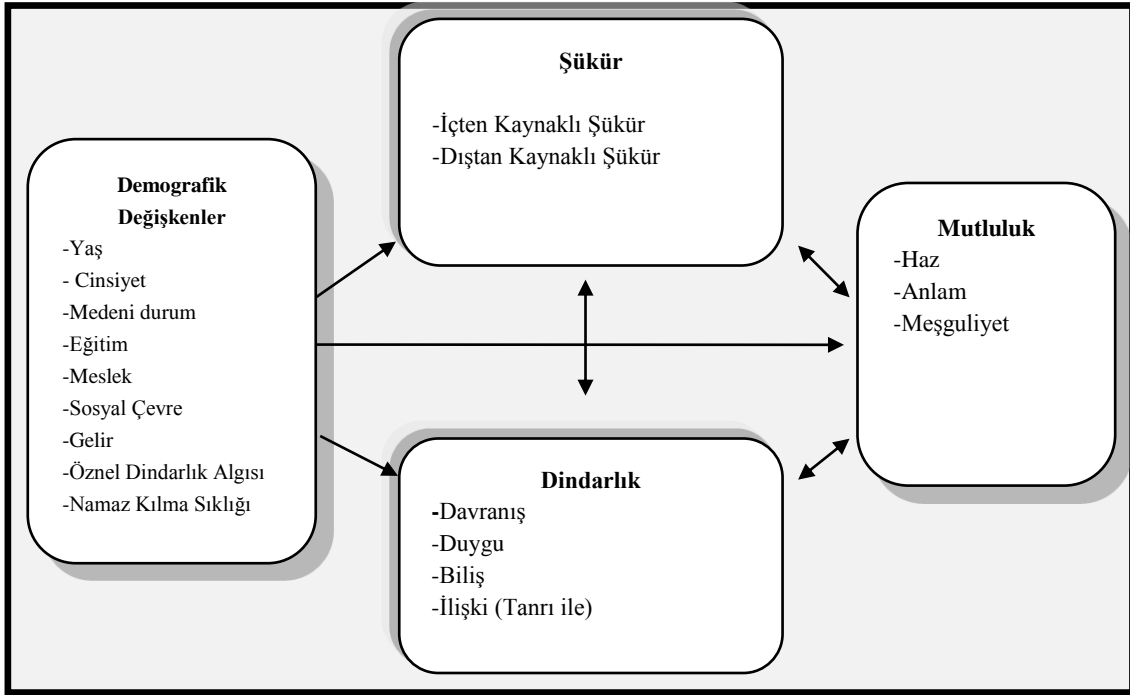 Şükür
-İçten Kaynaklı Şükür
-Dıştan Kaynaklı Şükür
Demografik
Değişkenler
-Yaş
- Cinsiyet
-Medeni durum
-Eğitim
-Meslek
-Sosyal Çevre
-Gelir
-Öznel Dindarlık Algısı
-Namaz Kılma Sıklığı
Mutluluk
-Haz
-Anlam
-Meşguliyet
Dindarlık
-Davranış
-Duygu
-Biliş
-İlişki (Tanrı ile)